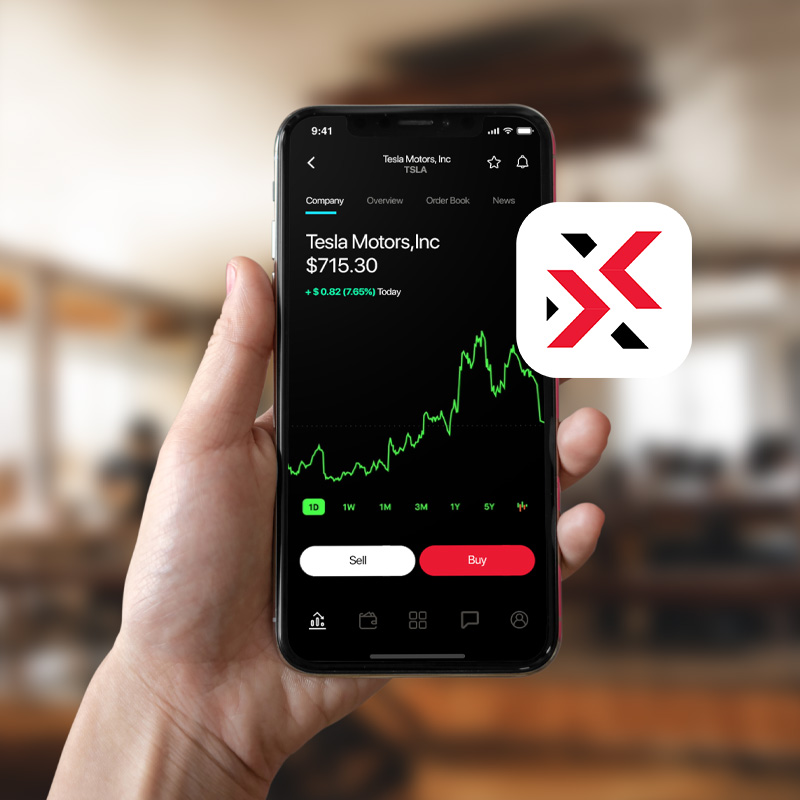 9:41
Tesla Motors, Inc
TSLA
Company Overview Order Book News
Tesla Motors,Inc
$715.30
+ $ 0.82 (7.65%) Today
1D 1W 1M 3M 1Y 5Y
Sell Buy